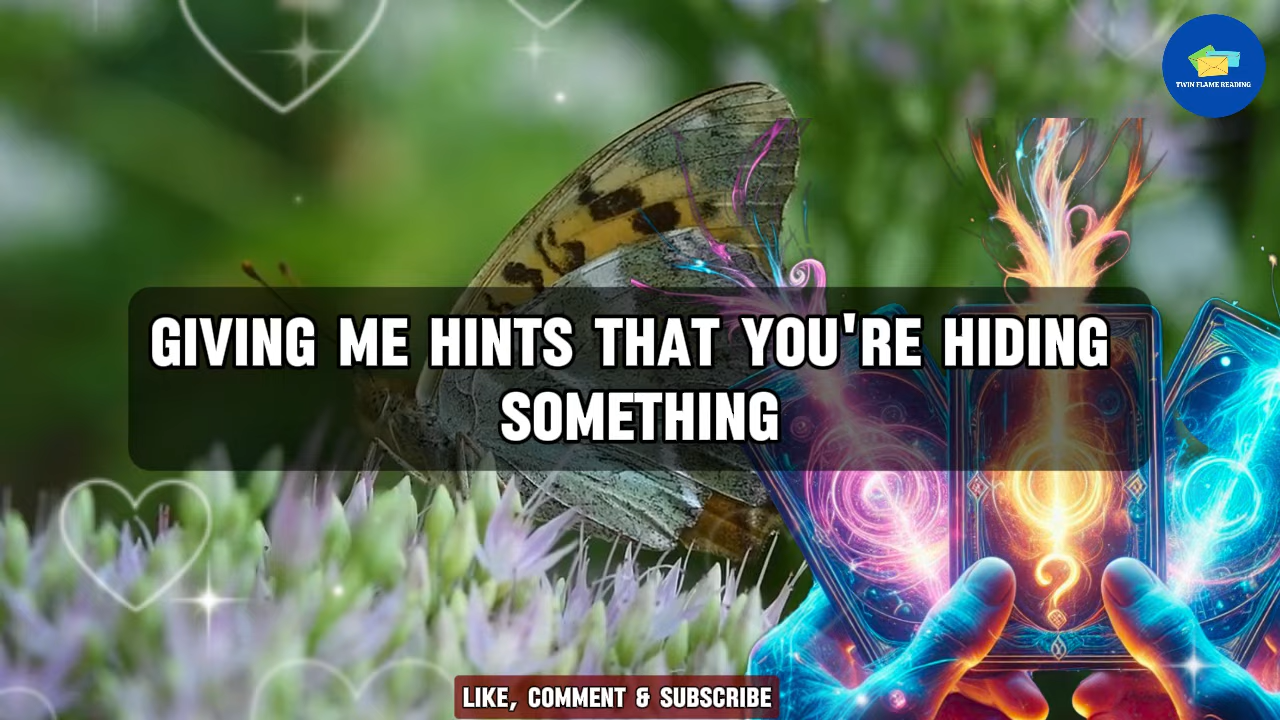 TWIN FLAME READING
GIVING ME HINTS THAT YOU'RE HIDING
SOMETHING
?
LIKE, COMMENT & SUBSCRIBE